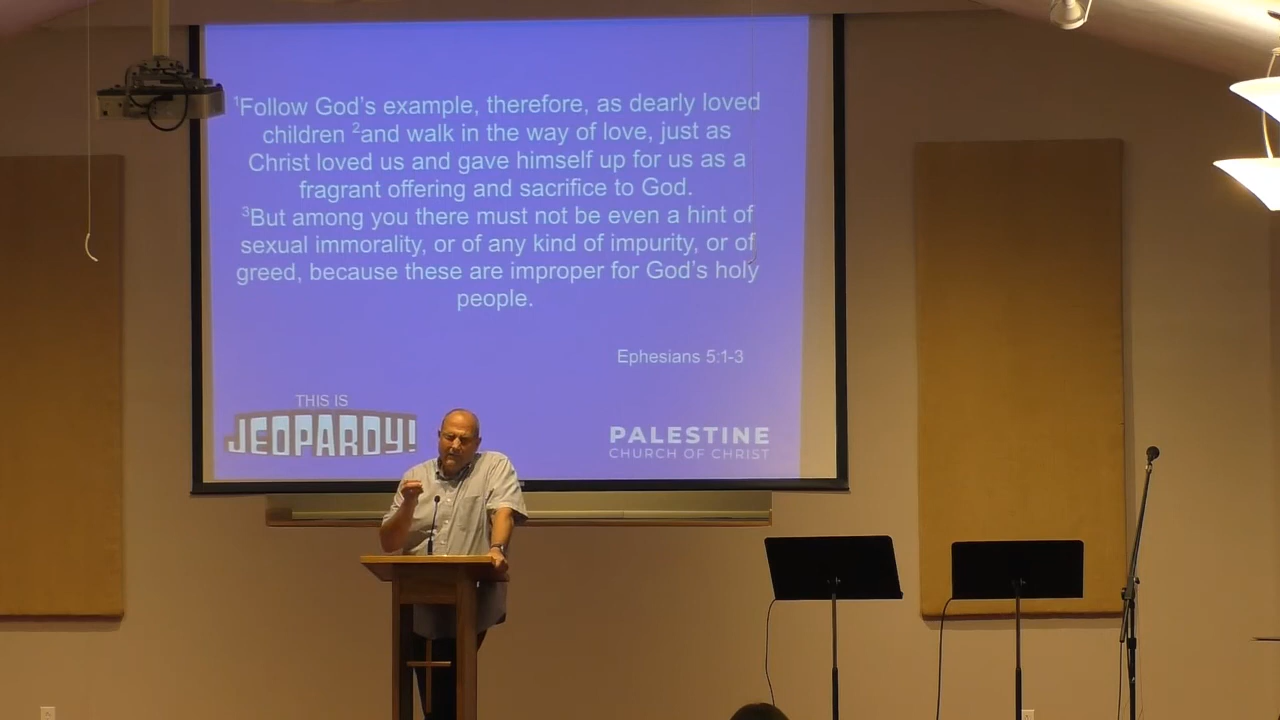 ¹Follow God's example, therefore, as dearly loved
children ²and walk in the way of love, just as
Christ loved us and gave himself up for us as a
fragrant offering and sacrifice to God.
³But among you there must not be even a hint of
sexual immorality, or of any kind of impurity, or of
greed, because these are improper for God's holy
people.
Ephesians 5:1-3
THIS IS
JEOPARDY!
PALESTINE
CHURCH OF CHRIST